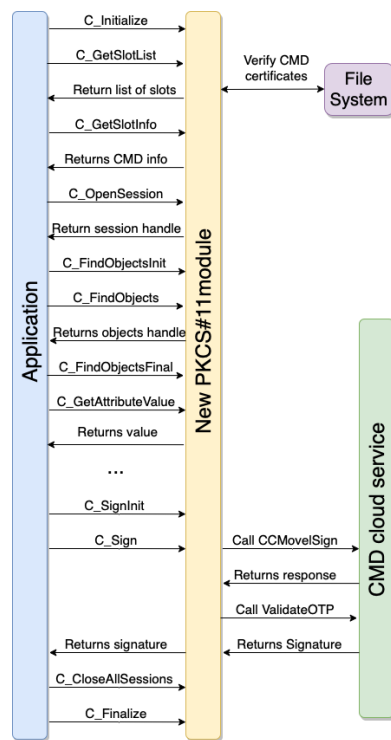 C_Initialize
C_GetSlotList
Verify CMD
certificates
File
System
Return list of slots
C_GetSlotInfo
Returns CMD info
C_OpenSession
Return session handle
C_FindObjectsInit
C_FindObjects
Returns objects handle
C_FindObjectsFinal
C_GetAttributeValue
Returns value
...
Application
New PKCS#11module
CMD cloud service
C_SignInit
C_Sign
Call CCMovelSign
Returns response
Call ValidateOTP
Returns signature
Returns Signature
C_CloseAllSessions
C_Finalize